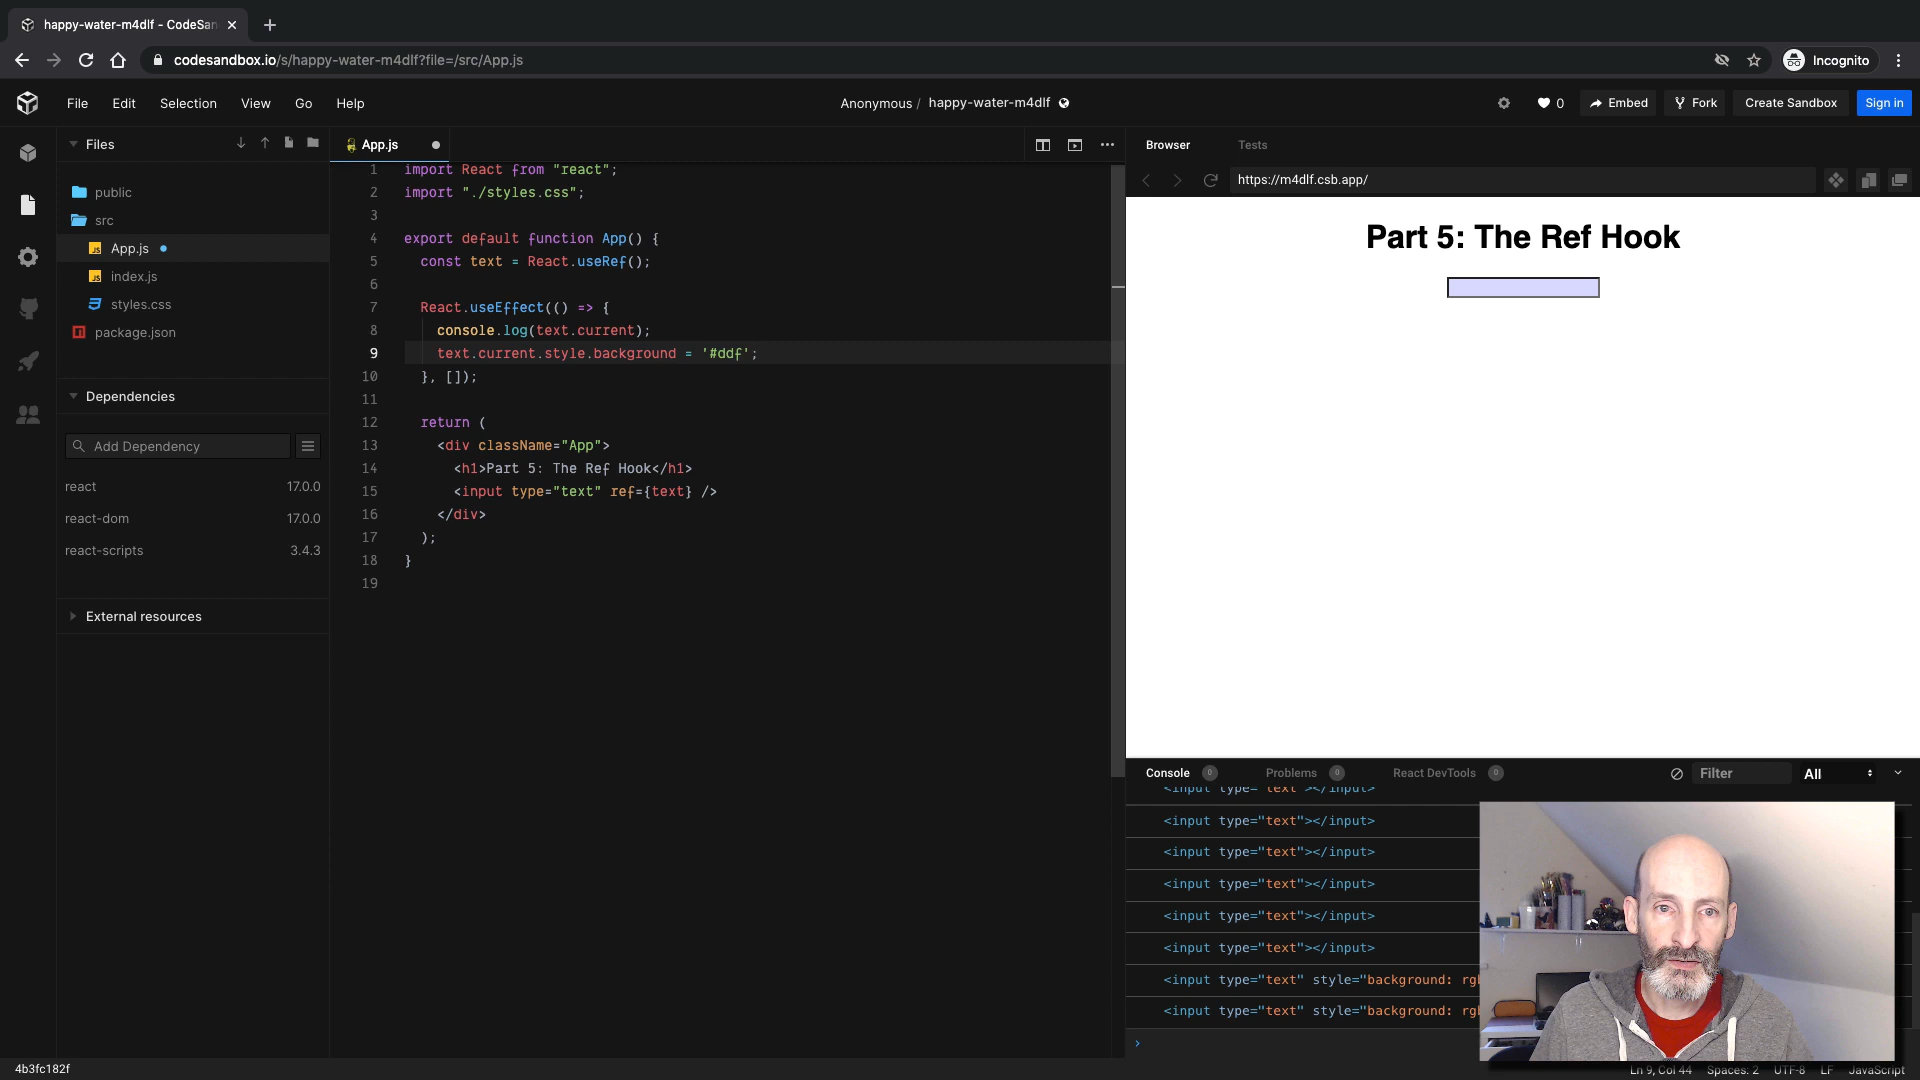 happy-water-m4dlf - CodeSan
codesandbox.io/s/happy-water-m4dlf?file=/src/App.js
Incognito
File Edit Selection View Go Help
Anonymous / happy-water-m4dlf
0 Embed Fork Create Sandbox Sign in
Files
public
src
App.js
index.js
styles.css
package.json
Dependencies
Add Dependency
react 17.0.0
react-dom 17.0.0
react-scripts 3.4.3
External resources
App.js
1 import React from "react";
2 import "./styles.css";
3
4 export default function App() {
5 const text = React.useRef();
6
7 React.useEffect(() => {
8 console.log(text.current);
9 text.current.style.background = '#ddf';
10 }, []);
11
12 return (
13 <div className="App">
14 <h1>Part 5: The Ref Hook</h1>
15 <input type="text" ref={text} />
16 </div>
17 );
18 }
19
Browser Tests
https://m4dlf.csb.app/
Part 5: The Ref Hook
Console 0 Problems 0 React DevTools 0 Filter All
<input type="text"></input>
<input type="text"></input>
<input type="text"></input>
<input type="text"></input>
<input type="text"></input>
<input type="text"></input>
<input type="text" style="background: rg
<input type="text" style="background: rg
4b3fc182f
Ln 9, Col 44 Spaces: 2 UTF-8 LF JavaScript